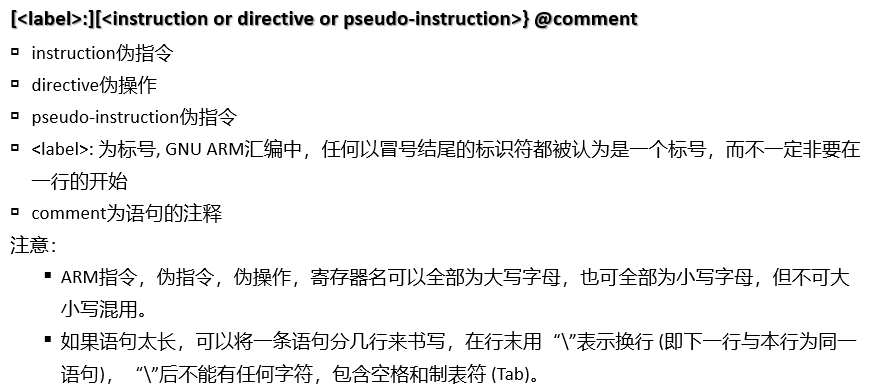 [<label>:][<instruction or directive or pseudo-instruction>} @comment
instruction伪指令
directive伪操作
pseudo-instruction伪指令
<label>: 为标号, GNU ARM汇编中，任何以冒号结尾的标识符都被认为是一个标号，而不一定非要在
一行的开始
comment为语句的注释
注意：
ARM指令，伪指令，伪操作，寄存器名可以全部为大写字母，也可全部为小写字母，但不可大
小写混用。
如果语句太长，可以将一条语句分几行来书写，在行末用“\”表示换行 (即下一行与本行为同一
语句)，“\”后不能有任何字符，包含空格和制表符 (Tab)。